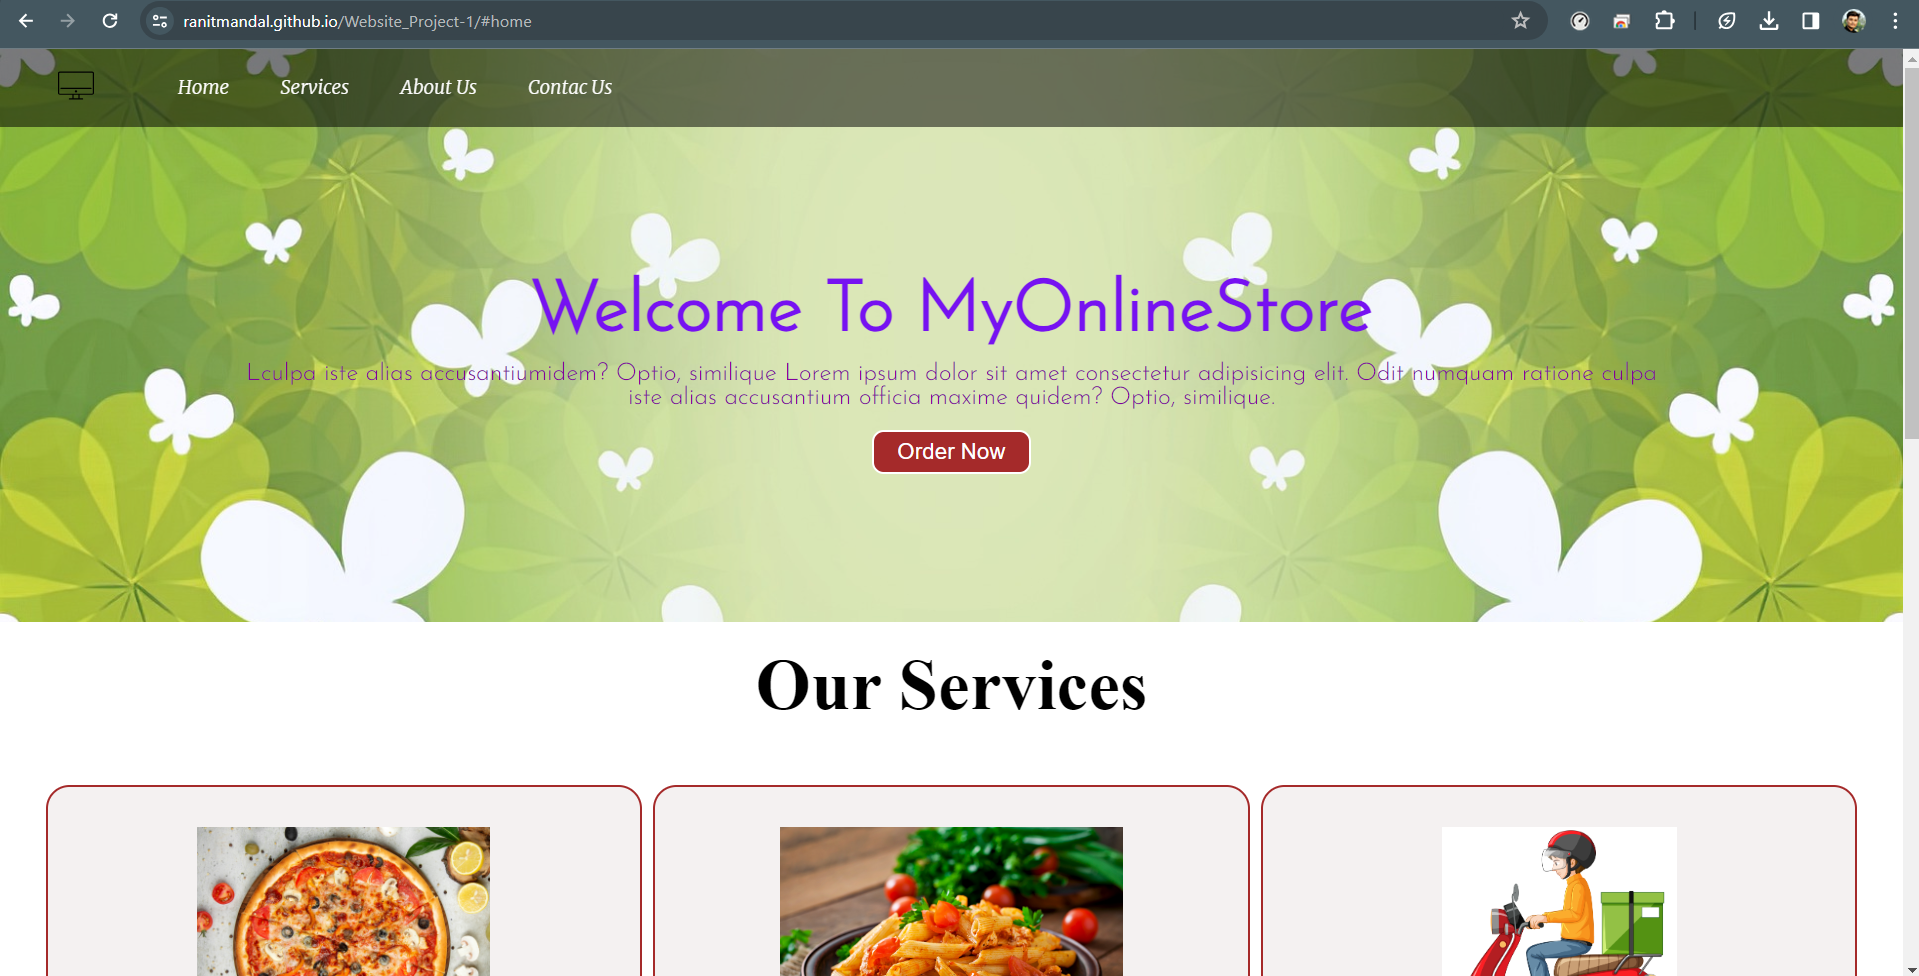 ranitmandal.github.io/Website_Project-1/#home
Home Services About Us Contac Us
Welcome To MyOnlineStore
Lculpa iste alias accusantiumidem? Optio, similique Lorem ipsum dolor sit amet consectetur adipisicing elit. Odit numquam ratione culpa
iste alias accusantium officia maxime quidem? Optio, similique.
Order Now
Our Services